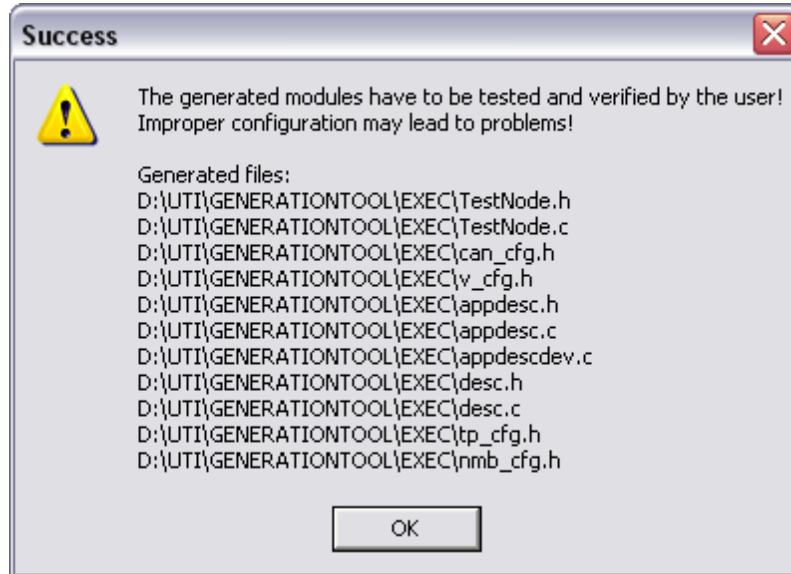 Success
The generated modules have to be tested and verified by the user!
Improper configuration may lead to problems!
Generated files:
D:\UTI\GENERATIONTOOL\EXEC\TestNode.h
D:\UTI\GENERATIONTOOL\EXEC\TestNode.c
D:\UTI\GENERATIONTOOL\EXEC\can_cfg.h
D:\UTI\GENERATIONTOOL\EXEC\v_cfg.h
D:\UTI\GENERATIONTOOL\EXEC\appdesc.h
D:\UTI\GENERATIONTOOL\EXEC\appdesc.c
D:\UTI\GENERATIONTOOL\EXEC\appdescdev.c
D:\UTI\GENERATIONTOOL\EXEC\desc.h
D:\UTI\GENERATIONTOOL\EXEC\desc.c
D:\UTI\GENERATIONTOOL\EXEC\tp_cfg.h
D:\UTI\GENERATIONTOOL\EXEC\nmb_cfg.h
OK